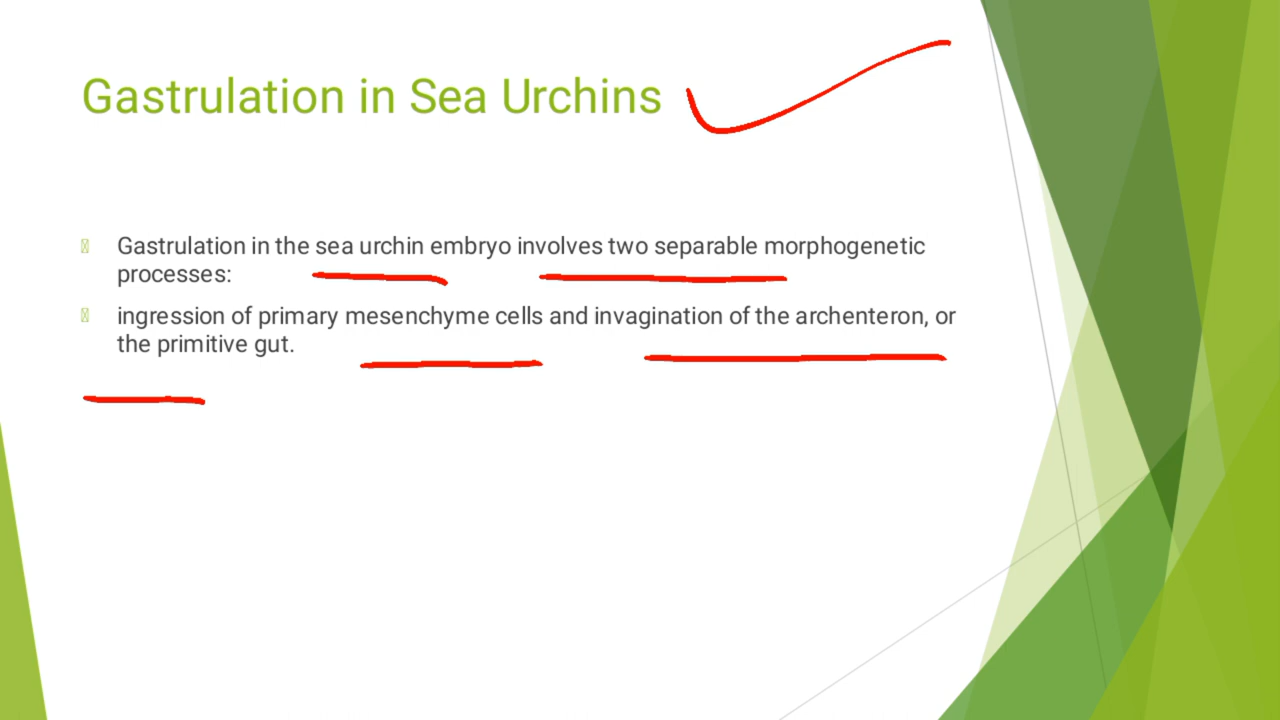 Gastrulation in Sea Urchins
Gastrulation in the sea urchin embryo involves two separable morphogenetic
processes:
ingression of primary mesenchyme cells and invagination of the archenteron, or
the primitive gut.